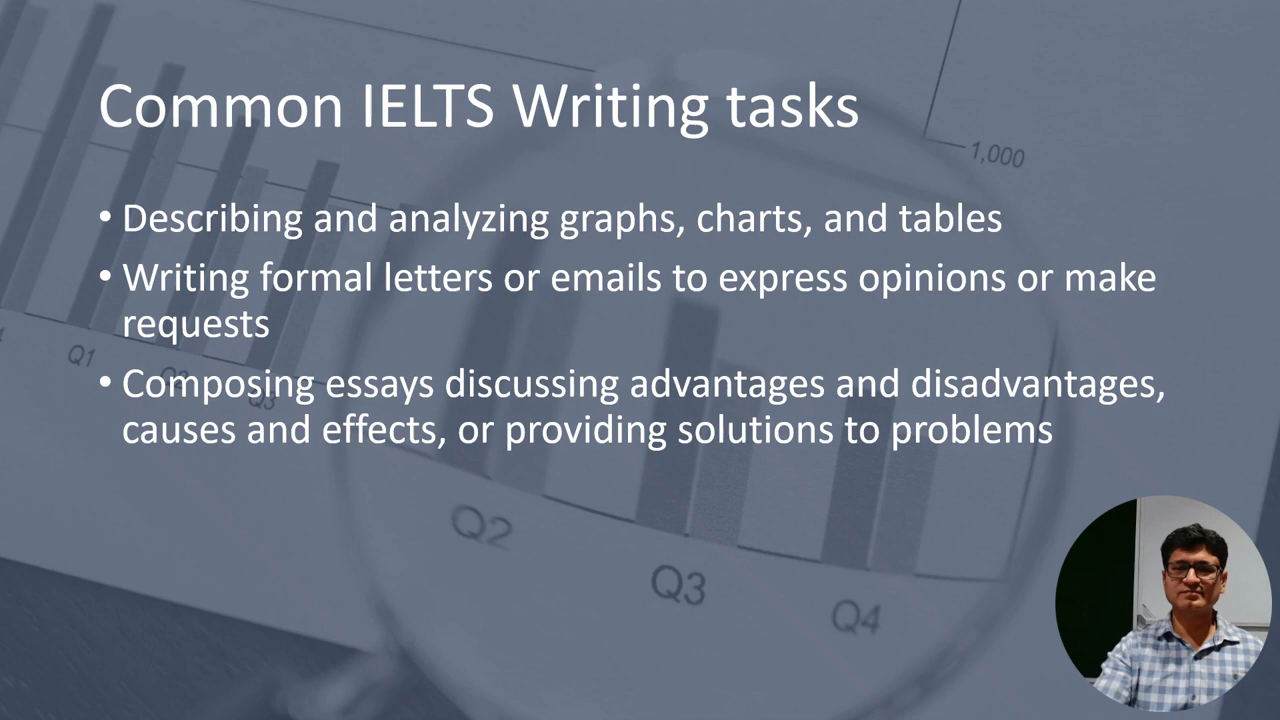 Common IELTS Writing tasks
1,000
• Describing and analyzing graphs, charts, and tables
• Writing formal letters or emails to express opinions or make
requests
Q1
• Composing essays discussing advantages and disadvantages,
Q2
Q3
causes and effects, or providing solutions to problems
Q2
Q3
Q4